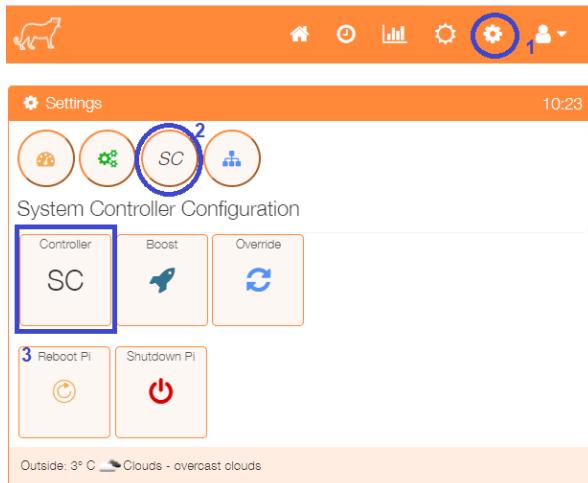 1
Settings 10:23
2
SC
System Controller Configuration
Controller Boost Override
SC
3 Reboot Pi Shutdown Pi
Outside: 3° C Clouds - overcast clouds